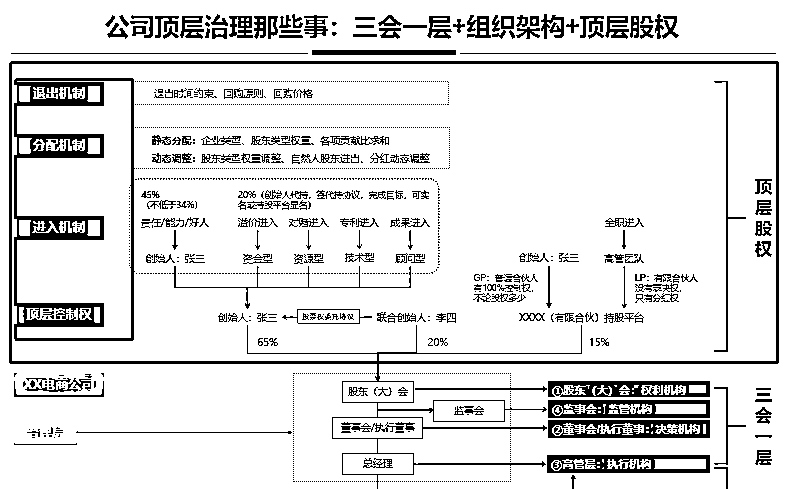 公司顶层治理那些事：三会一层+组织架构+顶层股权
退出机制
退出时间约束、回购原则、回购价格
分配机制
静态分配：企业类型、股东类型权重、各项贡献比求和
动态调整：股东类型权重调整、自然人股东进出、分红动态调整
顶层股权
进入机制
45%
(不低于34%)
责任/能力/好人
创始人：张三
20%（创始人代持，签代持协议，完成目标，可实
名或持股平台显名）
溢价进入
对赌进入
专利进入
成果进入
资金型
资源型
技术型
顾问型
全职进入
创始人：张三
高管团队
GP：普通合伙人
有100%控制权，
不论股权多少
LP：有限合伙人
没有表决权，
只有分红权
顶层控制权
创始人：张三
股票权委托协议
联合创始人：李四
XXXX（有限合伙）持股平台
65%
20%
15%
XX电商公司
股东（大）会
监事会
董事会/执行董事
总经理
①股东（大）会：权利机构
④监事会：监管机构
②董事会/执行董事：决策机构
③高管层：执行机构
三会一层